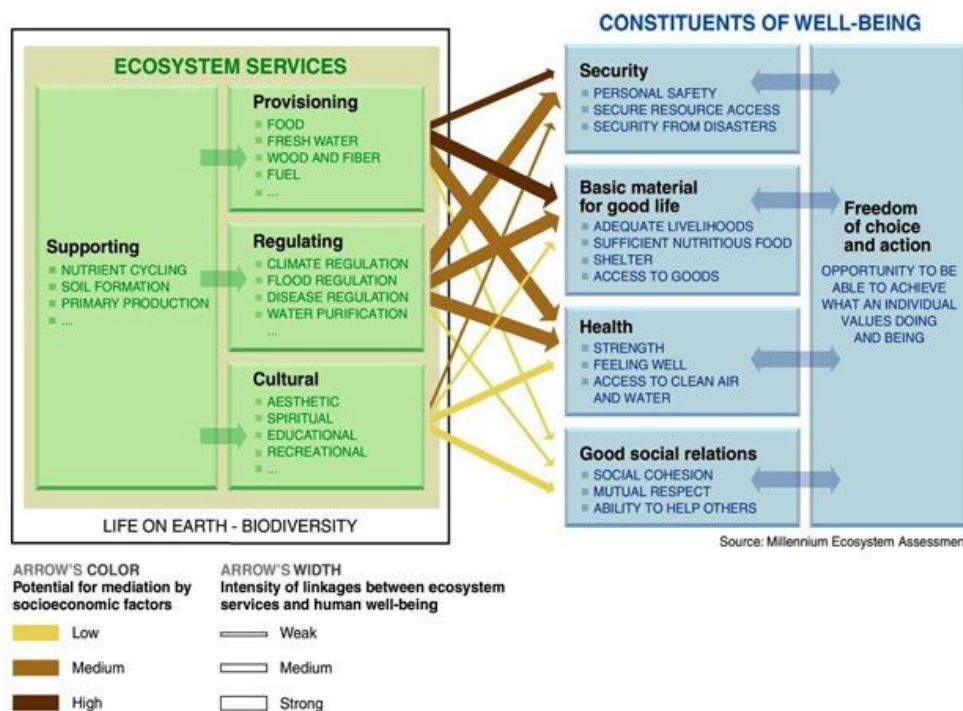 CONSTITUENTS OF WELL-BEING
ECOSYSTEM SERVICES
Supporting
NUTRIENT CYCLING
SOIL FORMATION
PRIMARY PRODUCTION
...
Provisioning
FOOD
FRESH WATER
WOOD AND FIBER
FUEL
...
Regulating
CLIMATE REGULATION
FLOOD REGULATION
DISEASE REGULATION
WATER PURIFICATION
...
Cultural
AESTHETIC
SPIRITUAL
EDUCATIONAL
RECREATIONAL
...
LIFE ON EARTH - BIODIVERSITY
Security
PERSONAL SAFETY
SECURE RESOURCE ACCESS
SECURITY FROM DISASTERS
Basic material
for good life
ADEQUATE LIVELIHOODS
SUFFICIENT NUTRITIOUS FOOD
SHELTER
ACCESS TO GOODS
Health
STRENGTH
FEELING WELL
ACCESS TO CLEAN AIR
AND WATER
Good social relations
SOCIAL COHESION
MUTUAL RESPECT
ABILITY TO HELP OTHERS
Freedom
of choice
and action
OPPORTUNITY TO BE
ABLE TO ACHIEVE
WHAT AN INDIVIDUAL
VALUES DOING
AND BEING
Source: Millennium Ecosystem Assessment
ARROW'S COLOR
Potential for mediation by
socioeconomic factors
Low
Medium
High
ARROW'S WIDTH
Intensity of linkages between ecosystem
services and human well-being
Weak
Medium
Strong